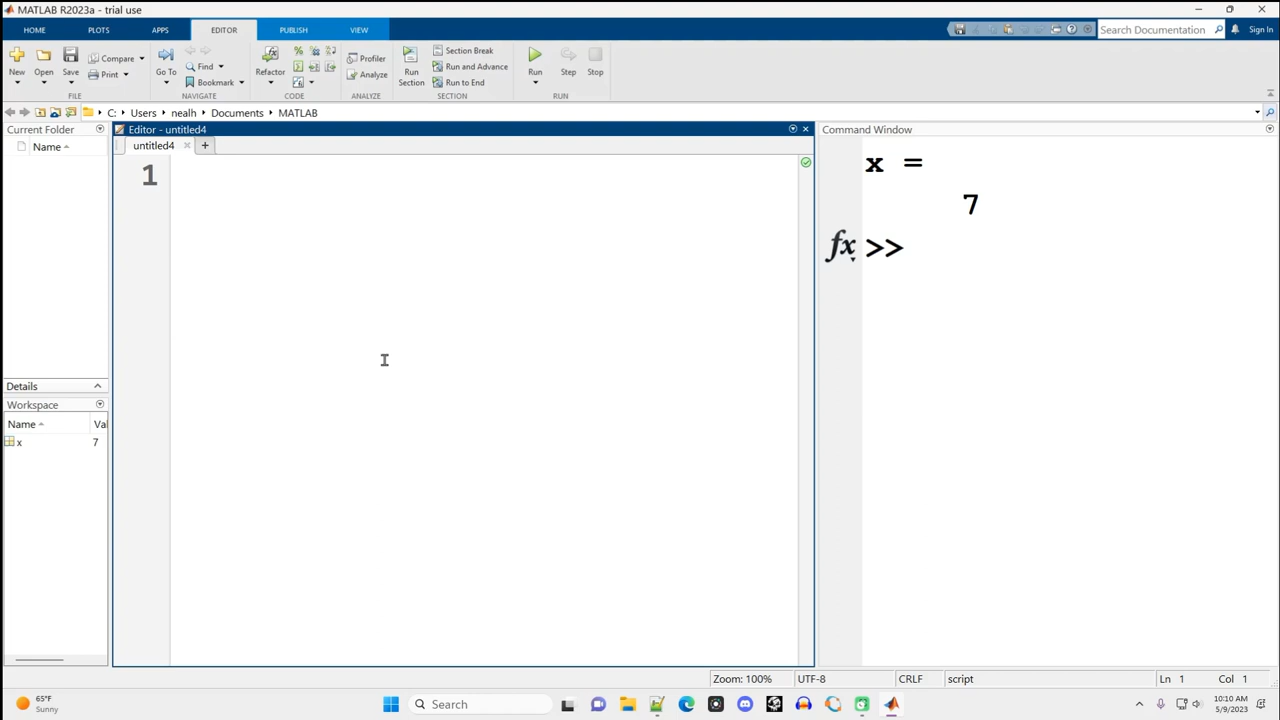 MATLAB R2023a - trial use
HOME PLOTS APPS EDITOR PUBLISH VIEW Search Documentation Sign In
New Open Save Compare Print Go To Find Bookmark Refactor Profiler Analyze Run Section Section Break Run and Advance Run to End Run Step Stop
FILE NAVIGATE CODE ANALYZE SECTION RUN
C: Users nealh Documents MATLAB
Current Folder
Name
Details
Workspace
Name Val
x 7
Editor - untitled4
untitled4 +
1
Command Window
x =
7
fx >>
Zoom: 100% UTF-8 CRLF script Ln 1 Col 1
65°F
Sunny
Search
10:10 AM
5/9/2023